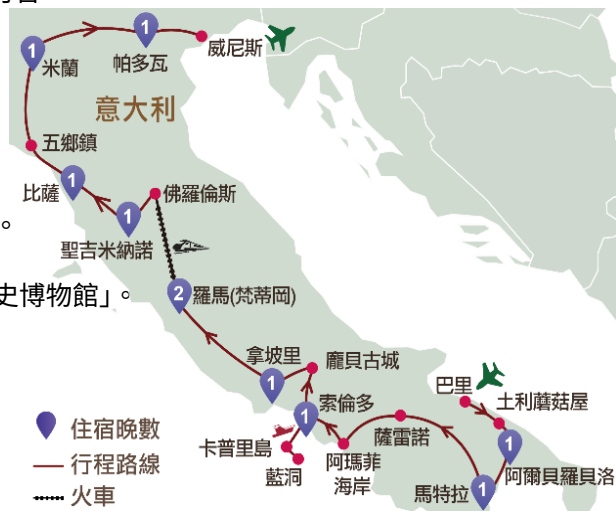 1
威尼斯
1
帕多瓦
米蘭
意大利
五鄉鎮
比薩
1
佛羅倫斯
。
1
聖吉米納諾
史博物館」。
2
羅馬(梵蒂岡)
拿坡里
龐貝古城
1
巴里
土利蘑菇屋
1
索倫多
住宿晚數
卡普里島
薩雷諾
1
行程路線
藍洞
阿瑪菲
海岸
馬特拉
1
阿爾貝羅貝洛
火車